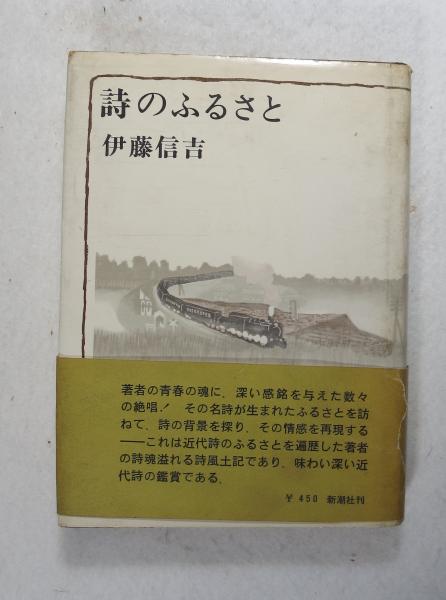 詩のふるさと
伊藤信吉
著者の青春の魂に、深い感銘を与えた数々
の絶唱！ その名詩が生まれたふるさとを訪
ねて、詩の背景を探り、その情感を再現する
――これは近代詩のふるさとを遍歴した著者
の詩魂溢れる詩風土記であり、味わい深い近
代詩の鑑賞である。
￥450 新潮社刊